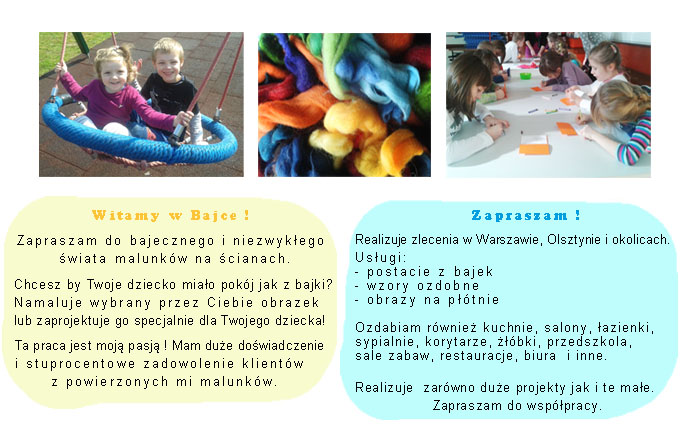 Witamy w Bajce !
Zapraszam do bajecznego i niezwykłego
świata malunków na ścianach.
Chcesz by Twoje dziecko miało pokój jak z bajki?
Namaluje wybrany przez Ciebie obrazek
lub zaprojektuje go specjalnie dla Twojego dziecka!
Ta praca jest moją pasją ! Mam duże doświadczenie
i stuprocentowe zadowolenie klientów
z powierzonych mi malunków.
Zapraszam !
Realizuje zlecenia w Warszawie, Olsztynie i okolicach.
Usługi:
- postacie z bajek
- wzory ozdobne
- obrazy na płótnie
Ozdabiam również kuchnie, salony, łazienki,
sypialnie, korytarze, żłóbki, przedszkola,
sale zabaw, restauracje, biura i inne.
Realizuje zarówno duże projekty jak i te małe.
Zapraszam do współpracy.